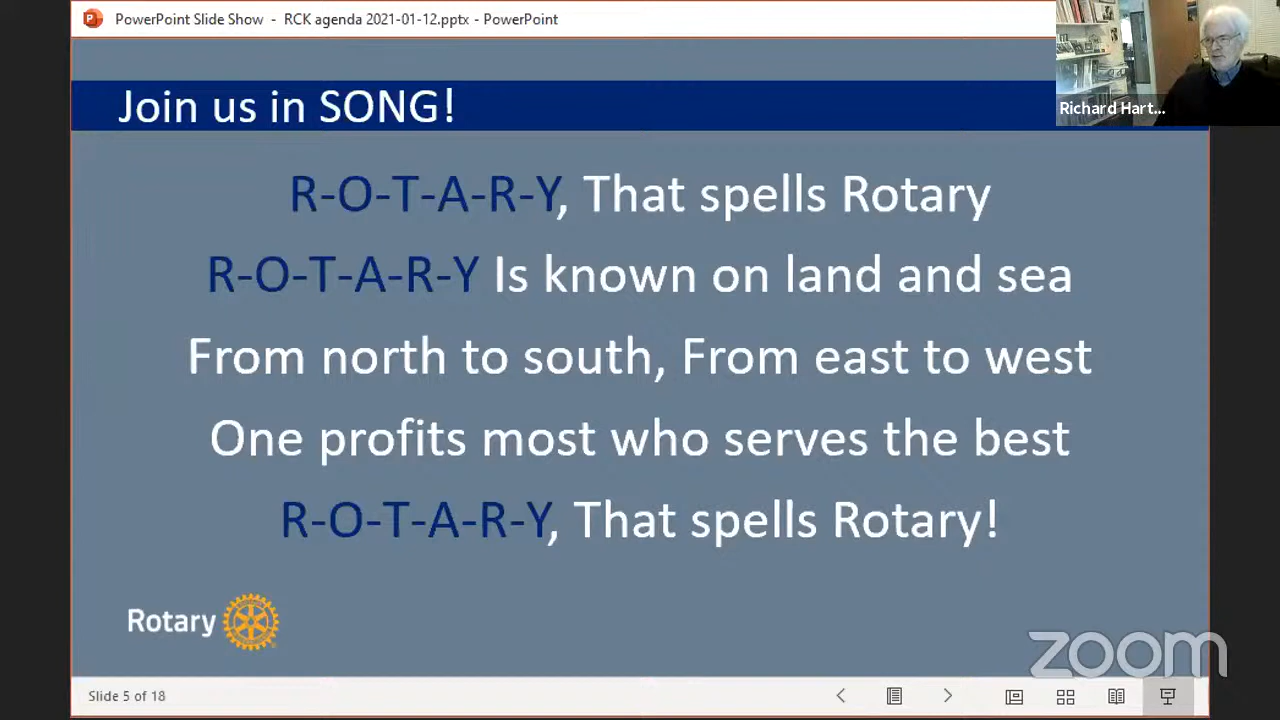 PowerPoint Slide Show - RCK agenda 2021-01-12.pptx - PowerPoint
Richard Hart...
Join us in SONG!
R-O-T-A-R-Y, That spells Rotary
R-O-T-A-R-Y Is known on land and sea
From north to south, From east to west
One profits most who serves the best
R-O-T-A-R-Y, That spells Rotary!
Rotary
zoom
Slide 5 of 18